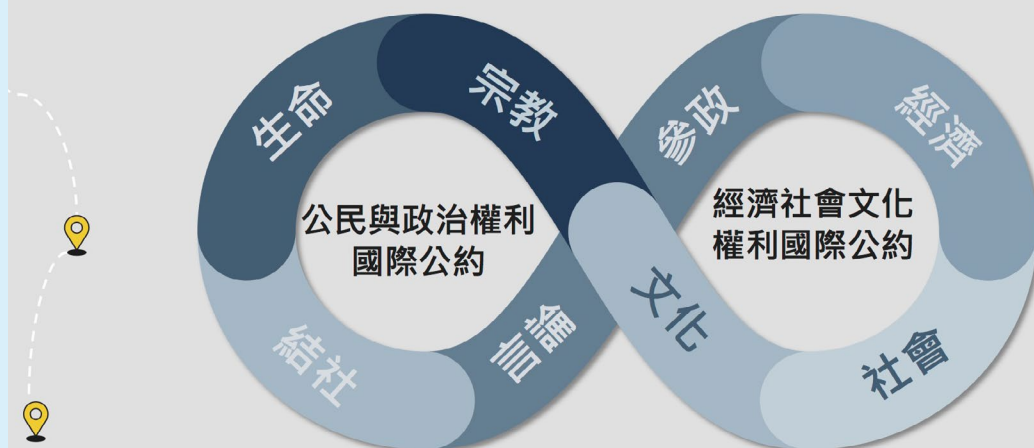 生命
宗教
參政
經濟
公民與政治權利
國際公約
經濟社會文化
權利國際公約
結社
言論
文化
社會